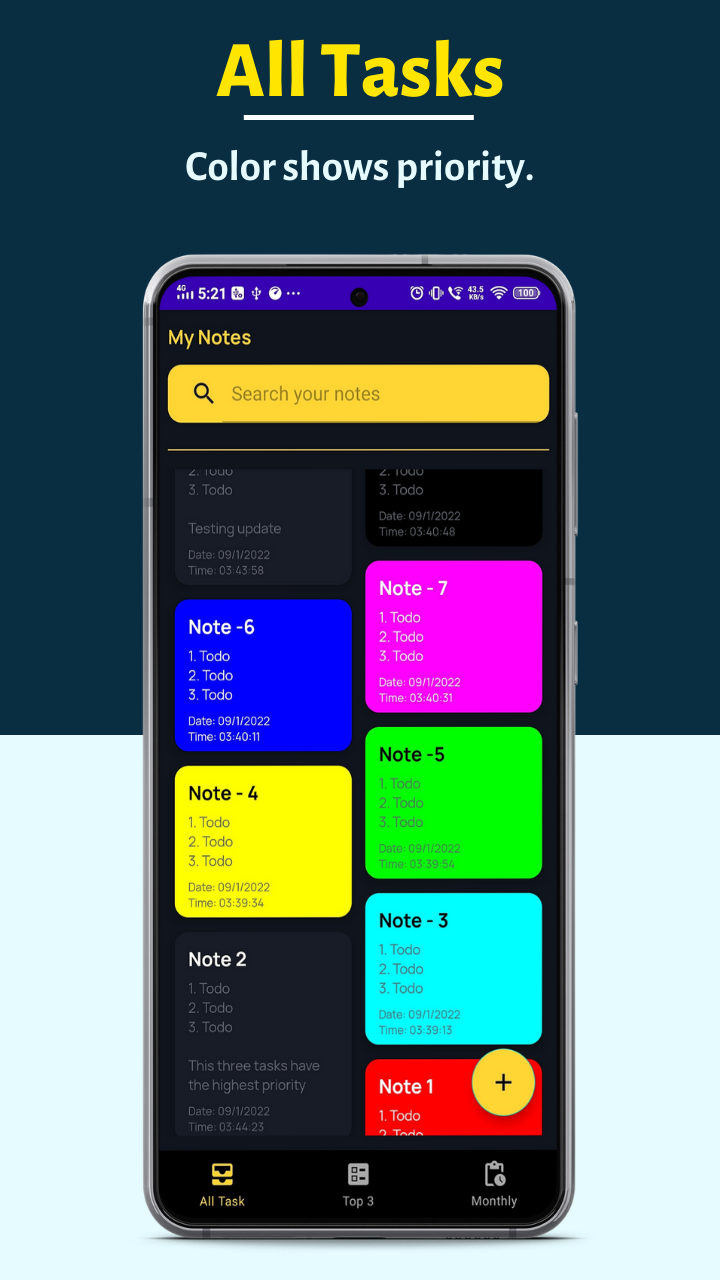 All Tasks
Color shows priority.
4G 5:21
43.5
KB/s
100
My Notes
Search your notes
2. Todo
3. Todo
Testing update
Date: 09/1/2022
Time: 03:43:58
Note -6
1. Todo
2. Todo
3. Todo
Date: 09/1/2022
Time: 03:40:11
Note - 4
1. Todo
2. Todo
3. Todo
Date: 09/1/2022
Time: 03:39:34
Note 2
1. Todo
2. Todo
3. Todo
This three tasks have
the highest priority
Date: 09/1/2022
Time: 03:44:23
2. Todo
3. Todo
Date: 09/1/2022
Time: 03:40:48
Note - 7
1. Todo
2. Todo
3. Todo
Date: 09/1/2022
Time: 03:40:31
Note -5
1. Todo
2. Todo
3. Todo
Date: 09/1/2022
Time: 03:39:54
Note - 3
1. Todo
2. Todo
3. Todo
Date: 09/1/2022
Time: 03:39:13
Note 1
1. Todo
2. Todo
+
All Task
Top 3
Monthly